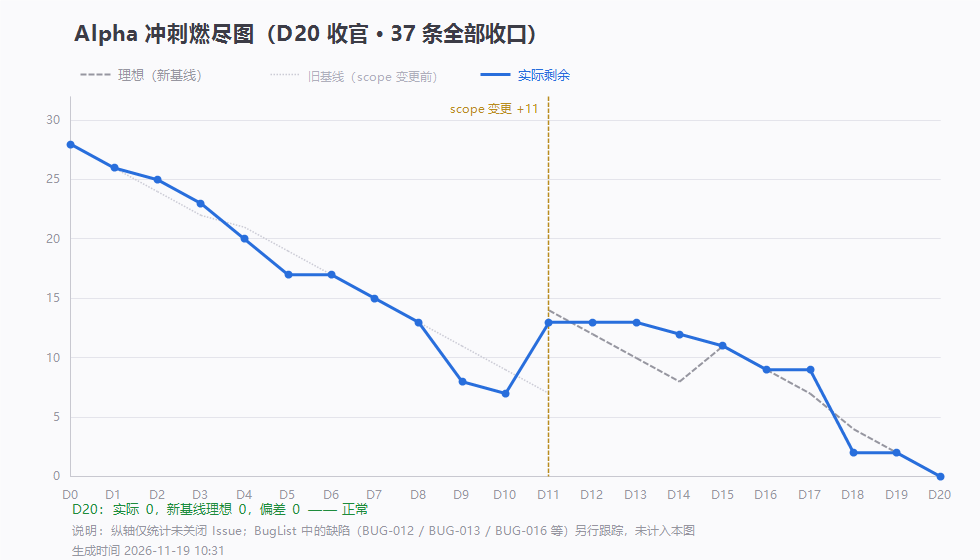 Alpha 冲刺燃尽图（D20 收官 • 37 条全部收口）
理想（新基线） 旧基线（scope 变更前） 实际剩余
scope 变更 +11
30
25
20
15
10
5
0
D0 D1 D2 D3 D4 D5 D6 D7 D8 D9 D10 D11 D12 D13 D14 D15 D16 D17 D18 D19 D20
D20：实际 0，新基线理想 0，偏差 0 —— 正常
说明：纵轴仅统计未关闭 Issue；BugList 中的缺陷（BUG-012 / BUG-013 / BUG-016 等）另行跟踪，未计入本图
生成时间 2026-11-19 10:31